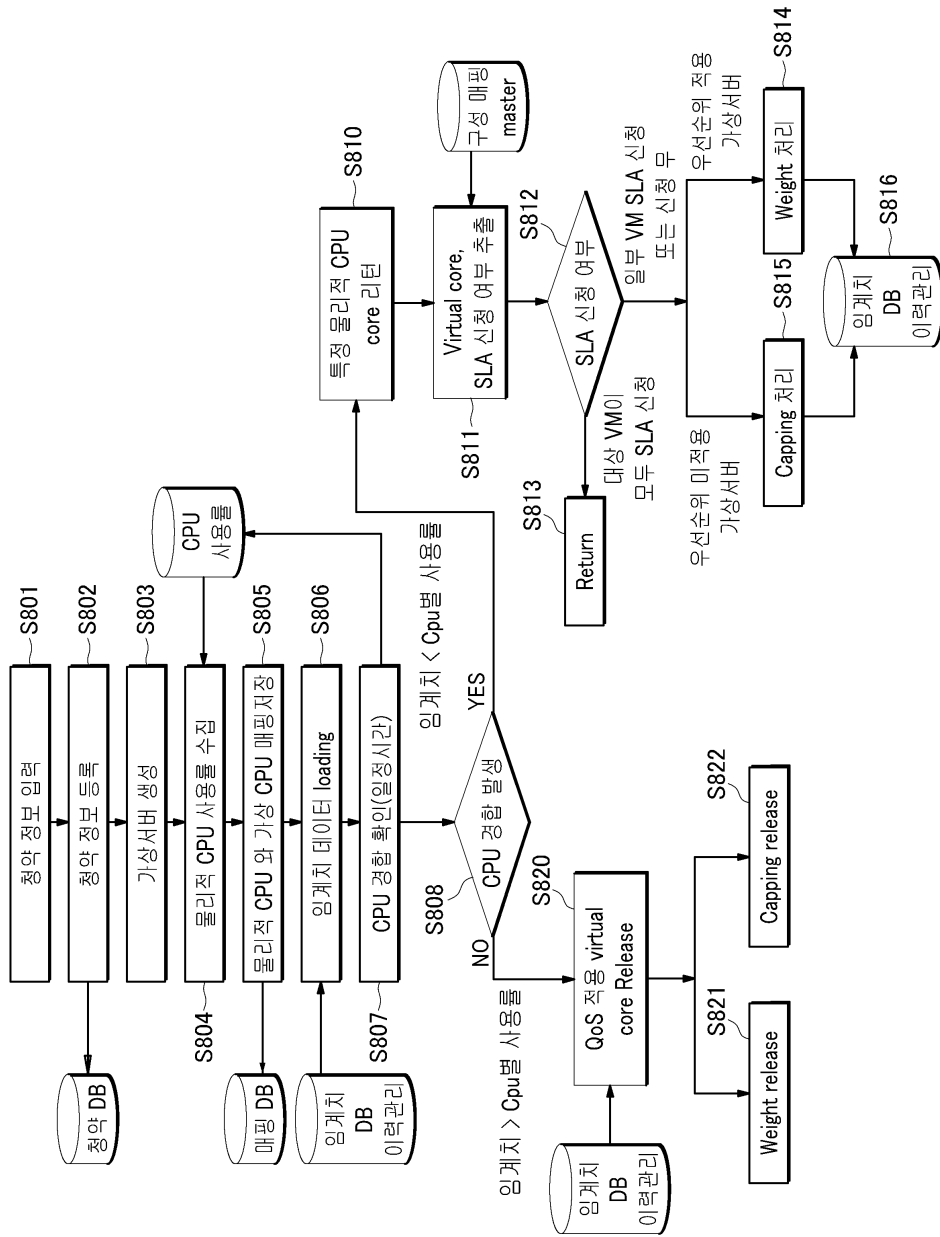 청약 정보 입력
S801
청약 정보 등록
S802
청약 DB
가상서버 생성
S803
물리적 CPU 사용률 수집
S804
CPU
사용률
물리적 CPU 와 가상 CPU 매핑저장
S805
매핑 DB
임계치 데이터 loading
S806
임계치
DB
이력관리
CPU 경합 확인(일정시간)
S807
CPU 경합 발생
S808
NO
YES
임계치 > Cpu별 사용률
임계치 < Cpu별 사용률
특정 물리적 CPU
core 리턴
S810
Virtual core,
SLA 신청 여부 추출
S811
구성 매핑
master
SLA 신청 여부
S812
대상 VM이
모두 SLA 신청
S813
Return
일부 VM SLA 신청
또는 신청 무
우선순위 미적용
가상서버
우선순위 적용
가상서버
Capping 처리
S815
Weight 처리
S814
임계치
DB
이력관리
S816
QoS 적용 virtual
core Release
S820
임계치
DB
이력관리
Weight release
S821
Capping release
S822